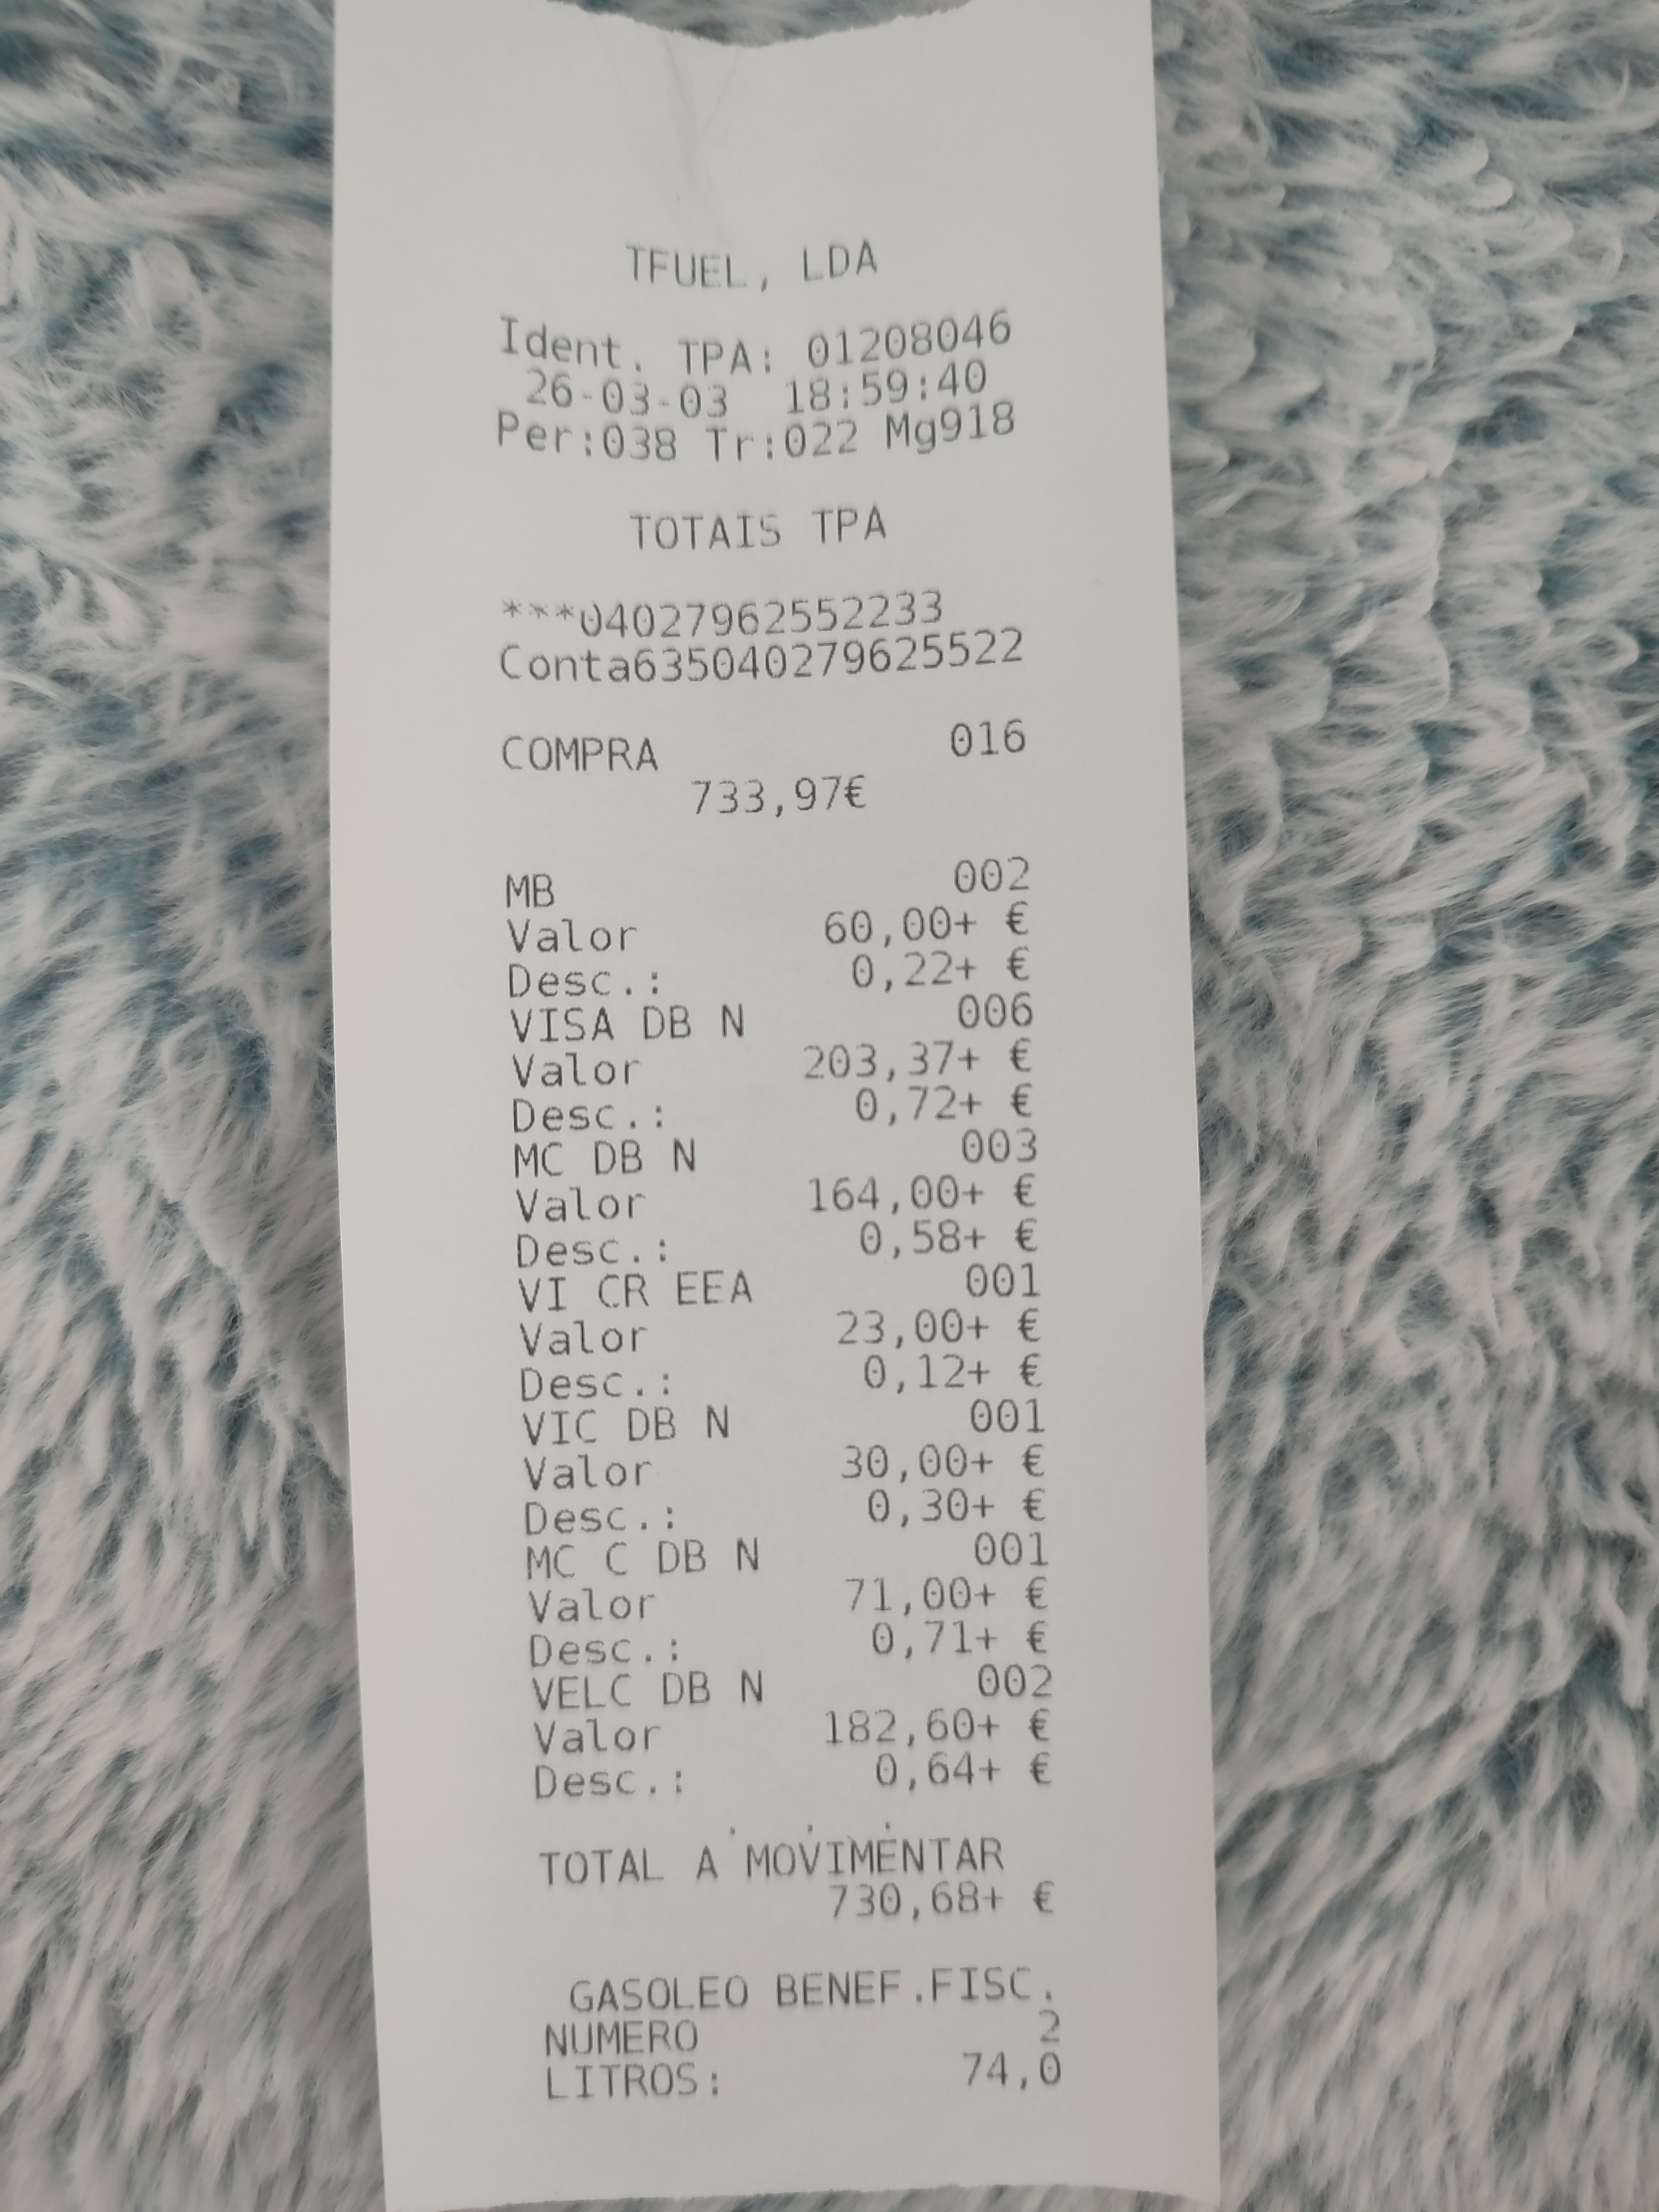 TFUEL, LDA
Ident. TPA: 01208046
26-03-03 18:59:40
Per:038 Tr:022 Mg918
TOTAIS TPA
***04027962552233
Conta635040279625522
COMPRA 016
733,97€
MB 002
Valor 60,00+ €
Desc.: 0,22+ €
VISA DB N 006
Valor 203,37+ €
Desc.: 0,72+ €
MC DB N 003
Valor 164,00+ €
Desc.: 0,58+ €
VI CR EEA 001
Valor 23,00+ €
Desc.: 0,12+ €
VIC DB N 001
Valor 30,00+ €
Desc.: 0,30+ €
MC C DB N 001
Valor 71,00+ €
Desc.: 0,71+ €
VELC DB N 002
Valor 182,60+ €
Desc.: 0,64+ €
TOTAL A MOVIMENTAR
730,68+ €
GASOLEO BENEF.FISC.
NUMERO 2
LITROS: 74,0